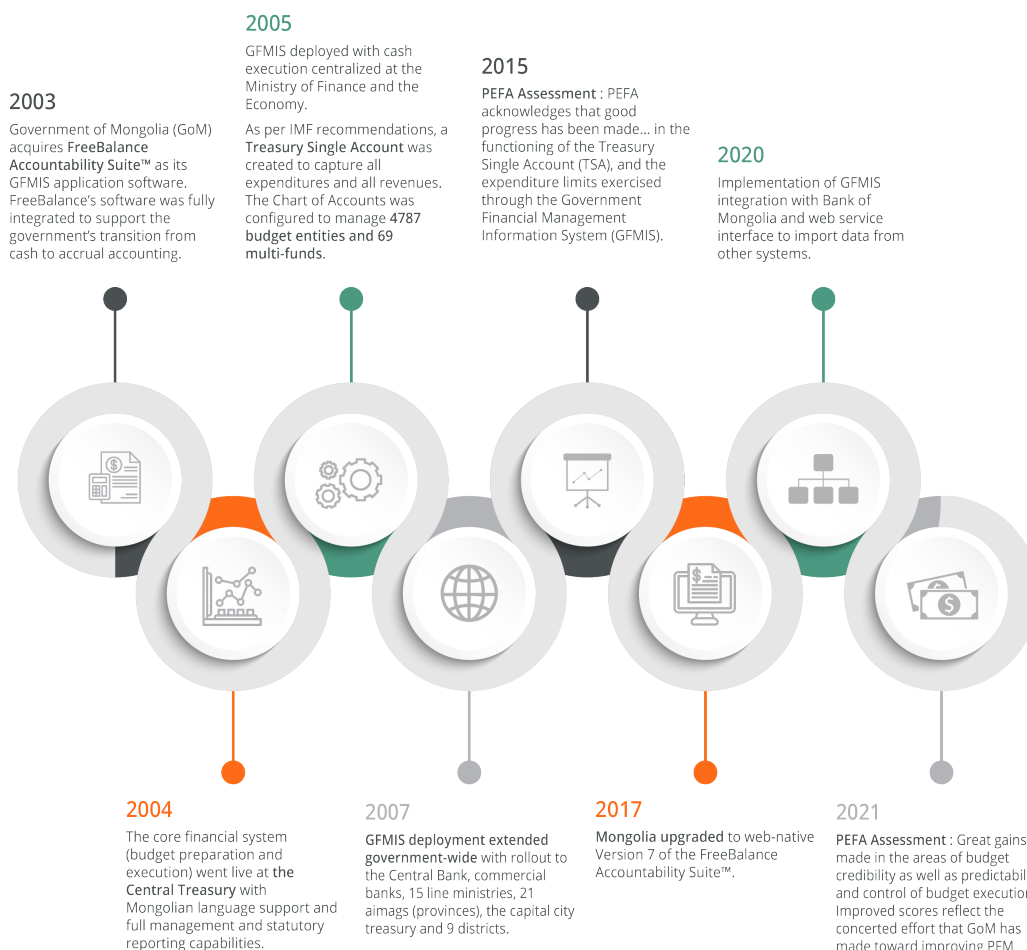 2003
Government of Mongolia (GoM)
acquires FreeBalance
Accountability Suite™ as its
GFMIS application software.
FreeBalance's software was fully
integrated to support the
government's transition from
cash to accrual accounting.
2004
The core financial system
(budget preparation and
execution) went live at the
Central Treasury with
Mongolian language support and
full management and statutory
reporting capabilities.
2005
GFMIS deployed with cash
execution centralized at the
Ministry of Finance and the
Economy.
As per IMF recommendations, a
Treasury Single Account was
created to capture all
expenditures and all revenues.
The Chart of Accounts was
configured to manage 4787
budget entities and 69
multi-funds.
2007
GFMIS deployment extended
government-wide with rollout to
the Central Bank, commercial
banks, 15 line ministries, 21
aimags (provinces), the capital city
treasury and 9 districts.
2015
PEFA Assessment : PEFA
acknowledges that good
progress has been made... in the
functioning of the Treasury
Single Account (TSA), and the
expenditure limits exercised
through the Government
Financial Management
Information System (GFMIS).
2017
Mongolia upgraded to web-native
Version 7 of the FreeBalance
Accountability Suite™.
2020
Implementation of GFMIS
integration with Bank of
Mongolia and web service
interface to import data from
other systems.
2021
PEFA Assessment : Great gains
made in the areas of budget
credibility as well as
and control of budget
Improved scores reflect the
concerted effort that GoM has
made toward improving PFM